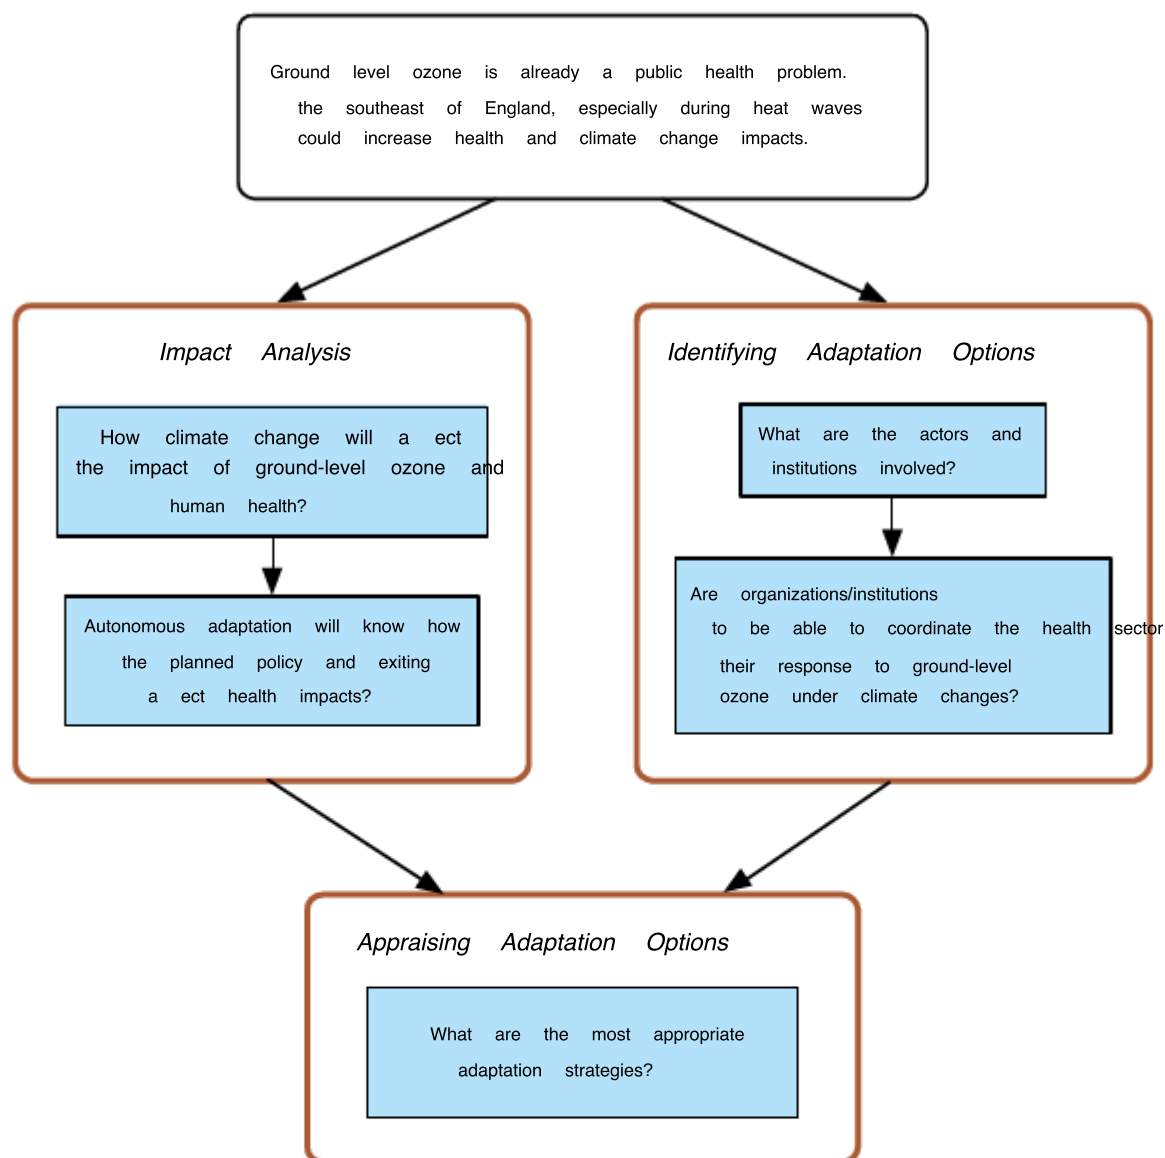 Ground level ozone is already a public health problem.
the southeast of England, especially during heat waves
could increase health and climate change impacts.
Impact Analysis
How climate change will a ect
the impact of ground-level ozone and
human health?
Autonomous adaptation will know how
the planned policy and exiting
a ect health impacts?
Identifying Adaptation Options
What are the actors and
institutions involved?
Are organizations/institutions
to be able to coordinate the health sector
their response to ground-level
ozone under climate changes?
Appraising Adaptation Options
What are the most appropriate
adaptation strategies?